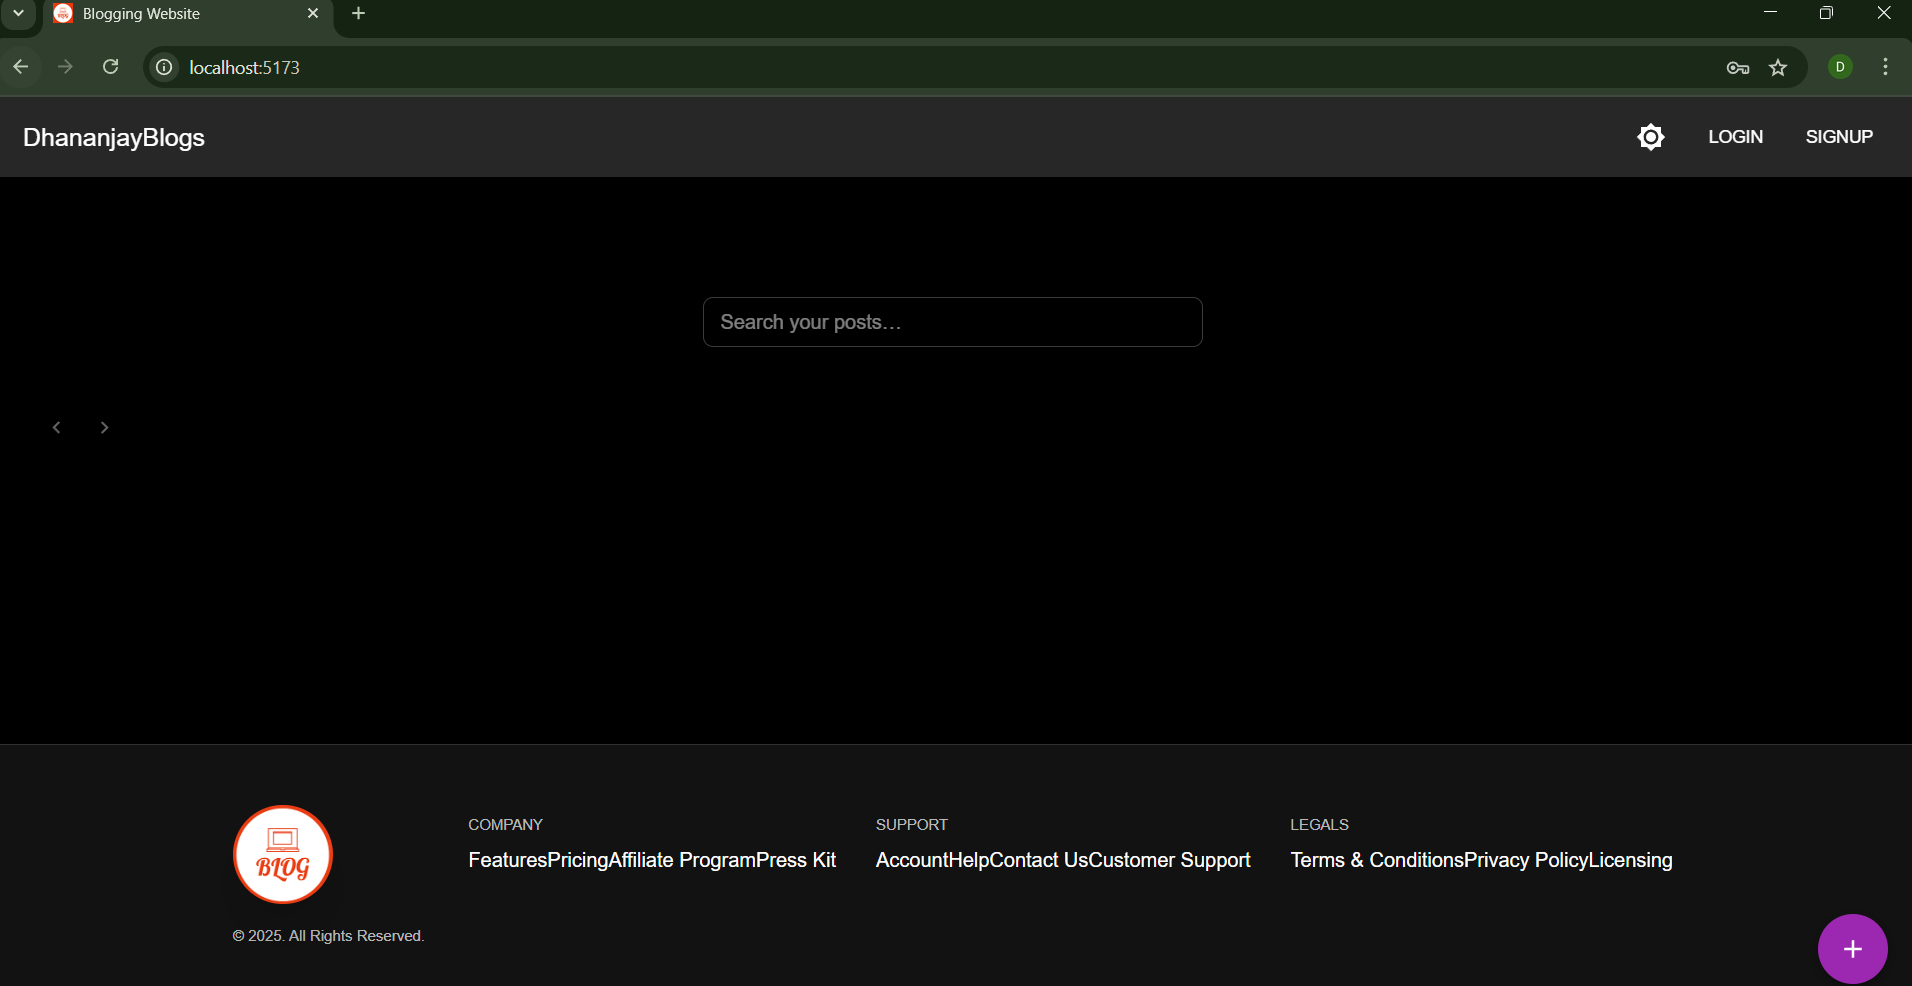 Blogging Website
localhost:5173
D
DhananjayBlogs
LOGIN
SIGNUP
Search your posts...
BLOG
COMPANY
SUPPORT
LEGALS
FeaturesPricingAffiliate ProgramPress Kit
AccountHelpContact UsCustomer Support
Terms & ConditionsPrivacy PolicyLicensing
© 2025. All Rights Reserved.
+